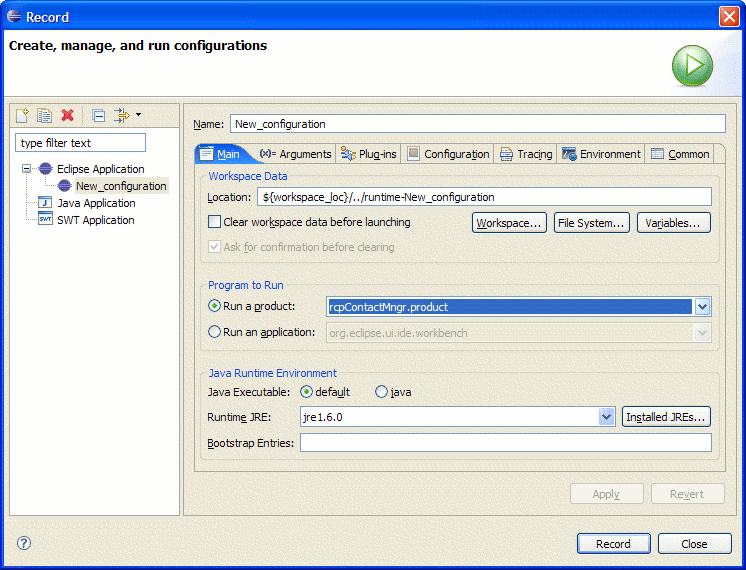 Record
Create, manage, and run configurations
type filter text
Eclipse Application
New_configuration
Java Application
SWT SWT Application
Name: New_configuration
Main (x)= Arguments Plug-ins Configuration Tracing Environment Common
Workspace Data
Location: ${workspace_loc}/../runtime-New_configuration
Clear workspace data before launching Workspace... File System... Variables...
Ask for confirmation before clearing
Program to Run
Run a product: rcpContactMngr.product
Run an application: org.eclipse.ui.ide.workbench
Java Runtime Environment
Java Executable: default java
Runtime JRE: jre1.6.0 Installed JREs...
Bootstrap Entries:
Apply Revert
Record Close